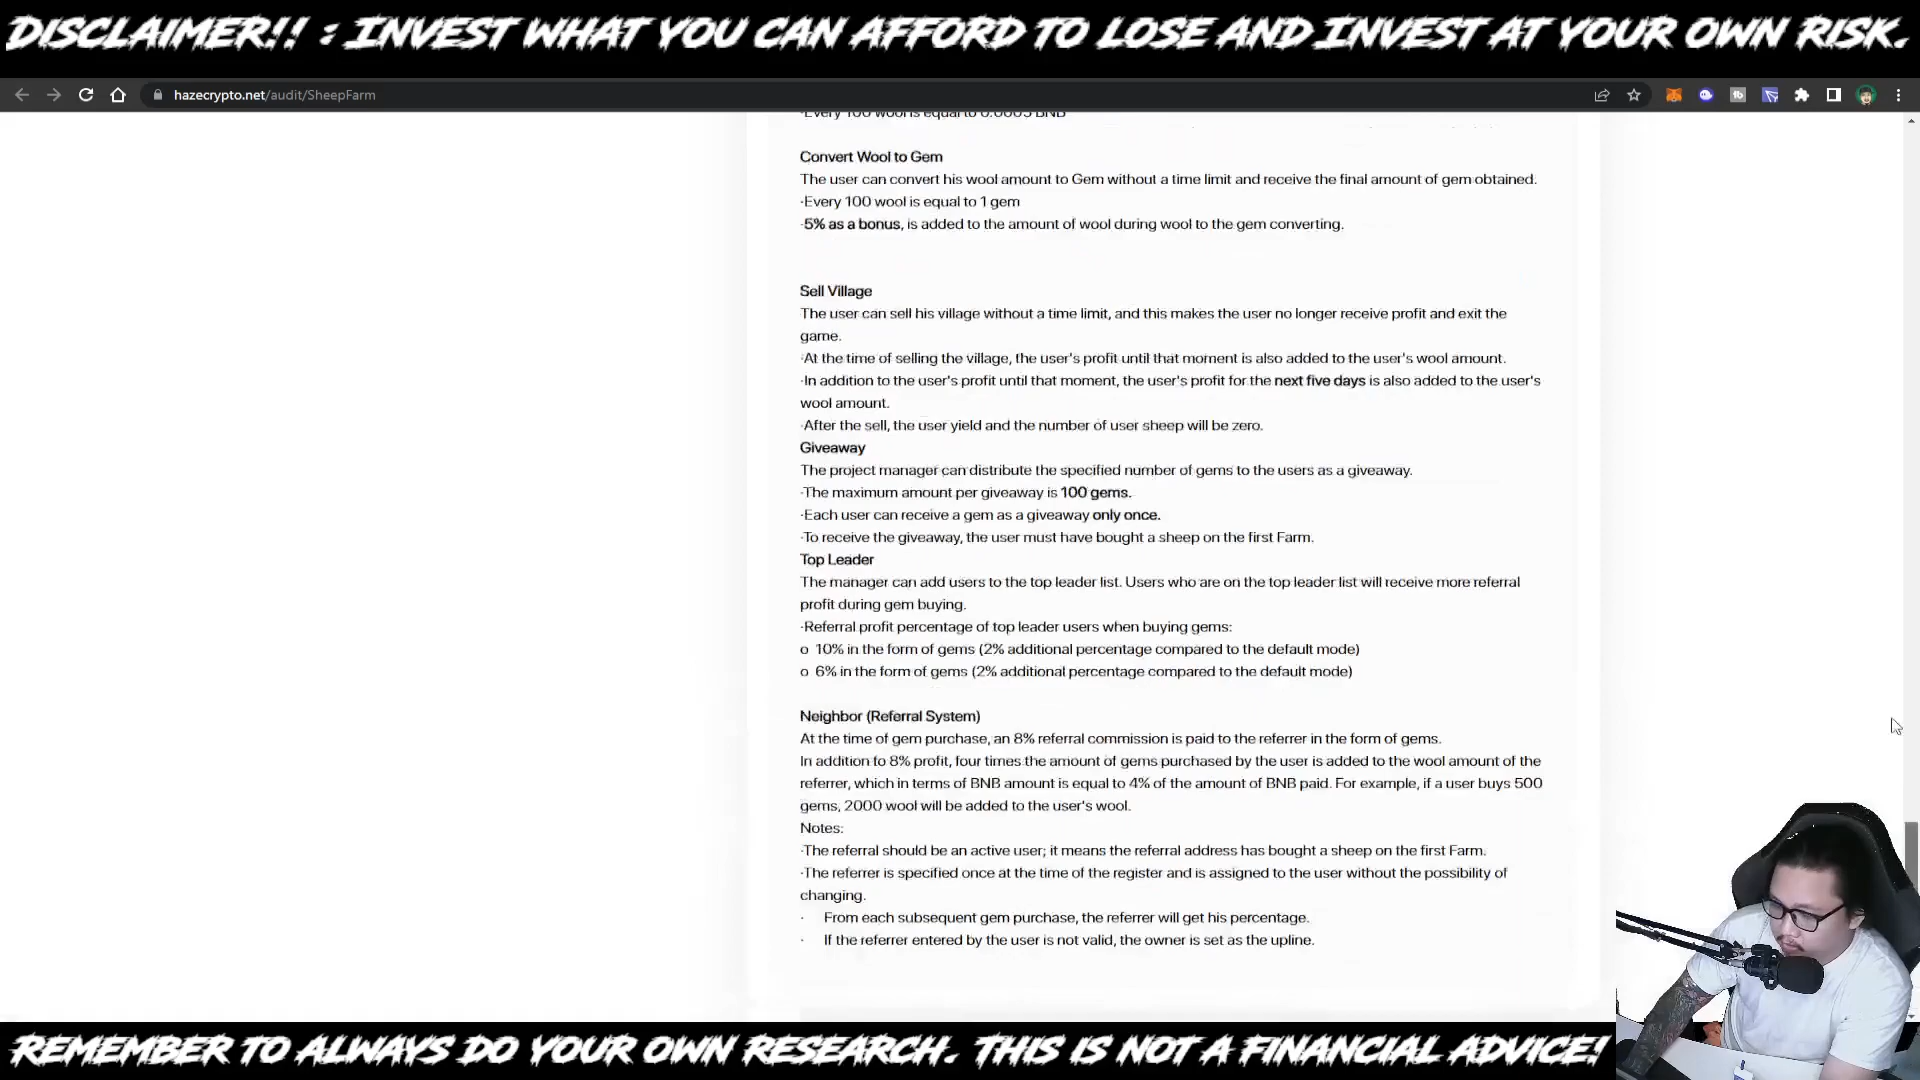 DISCLAIMER!! : INVEST WHAT YOU CAN AFFORD TO LOSE AND INVEST AT YOUR OWN RISK.
hazecrypto.net/audit/SheepFarm
·Every 100 wool is equal to 0.0005 BNB
Convert Wool to Gem
The user can convert his wool amount to Gem without a time limit and receive the final amount of gem obtained.
·Every 100 wool is equal to 1 gem
·5% as a bonus, is added to the amount of wool during wool to the gem converting.
Sell Village
The user can sell his village without a time limit, and this makes the user no longer receive profit and exit the
game.
·At the time of selling the village, the user's profit until that moment is also added to the user's wool amount.
·In addition to the user's profit until that moment, the user's profit for the next five days is also added to the user's
wool amount.
·After the sell, the user yield and the number of user sheep will be zero.
Giveaway
The project manager can distribute the specified number of gems to the users as a giveaway.
·The maximum amount per giveaway is 100 gems.
·Each user can receive a gem as a giveaway only once.
·To receive the giveaway, the user must have bought a sheep on the first Farm.
Top Leader
The manager can add users to the top leader list. Users who are on the top leader list will receive more referral
profit during gem buying.
·Referral profit percentage of top leader users when buying gems:
o 10% in the form of gems (2% additional percentage compared to the default mode)
o 6% in the form of gems (2% additional percentage compared to the default mode)
Neighbor (Referral System)
At the time of gem purchase, an 8% referral commission is paid to the referrer in the form of gems.
In addition to 8% profit, four times the amount of gems purchased by the user is added to the wool amount of the
referrer, which in terms of BNB amount is equal to 4% of the amount of BNB paid. For example, if a user buys 500
gems, 2000 wool will be added to the user's wool.
Notes:
·The referral should be an active user; it means the referral address has bought a sheep on the first Farm.
·The referrer is specified once at the time of the register and is assigned to the user without the possibility of
changing.
· From each subsequent gem purchase, the referrer will get his percentage.
· If the referrer entered by the user is not valid, the owner is set as the upline.
REMEMBER TO ALWAYS DO YOUR OWN RESEARCH. THIS IS NOT A FINANCIAL ADVICE!